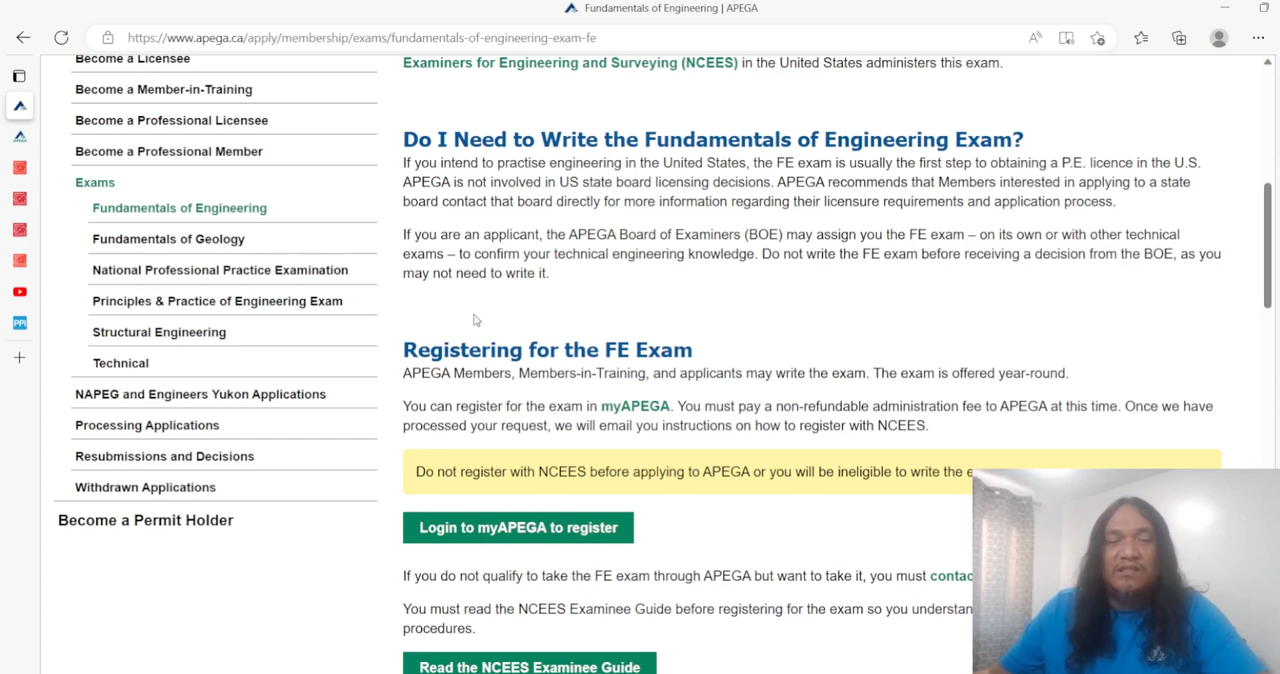 Fundamentals of Engineering | APEGA
https://www.apega.ca/apply/membership/exams/fundamentals-of-engineering-exam-fe
Become a Licensee
Become a Member-in-Training
Become a Professional Licensee
Become a Professional Member
Exams
Fundamentals of Engineering
Fundamentals of Geology
National Professional Practice Examination
Principles & Practice of Engineering Exam
Structural Engineering
Technical
NAPEG and Engineers Yukon Applications
Processing Applications
Resubmissions and Decisions
Withdrawn Applications
Become a Permit Holder
Examiners for Engineering and Surveying (NCEES) in the United States administers this exam.
Do I Need to Write the Fundamentals of Engineering Exam?
If you intend to practise engineering in the United States, the FE exam is usually the first step to obtaining a P.E. licence in the U.S.
APEGA is not involved in US state board licensing decisions. APEGA recommends that Members interested in applying to a state
board contact that board directly for more information regarding their licensure requirements and application process.
If you are an applicant, the APEGA Board of Examiners (BOE) may assign you the FE exam – on its own or with other technical
exams – to confirm your technical engineering knowledge. Do not write the FE exam before receiving a decision from the BOE, as you
may not need to write it.
Registering for the FE Exam
APEGA Members, Members-in-Training, and applicants may write the exam. The exam is offered year-round.
You can register for the exam in myAPEGA. You must pay a non-refundable administration fee to APEGA at this time. Once we have
processed your request, we will email you instructions on how to register with NCEES.
Do not register with NCEES before applying to APEGA or you will be ineligible to write the
Login to myAPEGA to register
If you do not qualify to take the FE exam through APEGA but want to take it, you must
You must read the NCEES Examinee Guide before registering for the exam so you
procedures.
Read the NCEES Examinee Guide
PPI